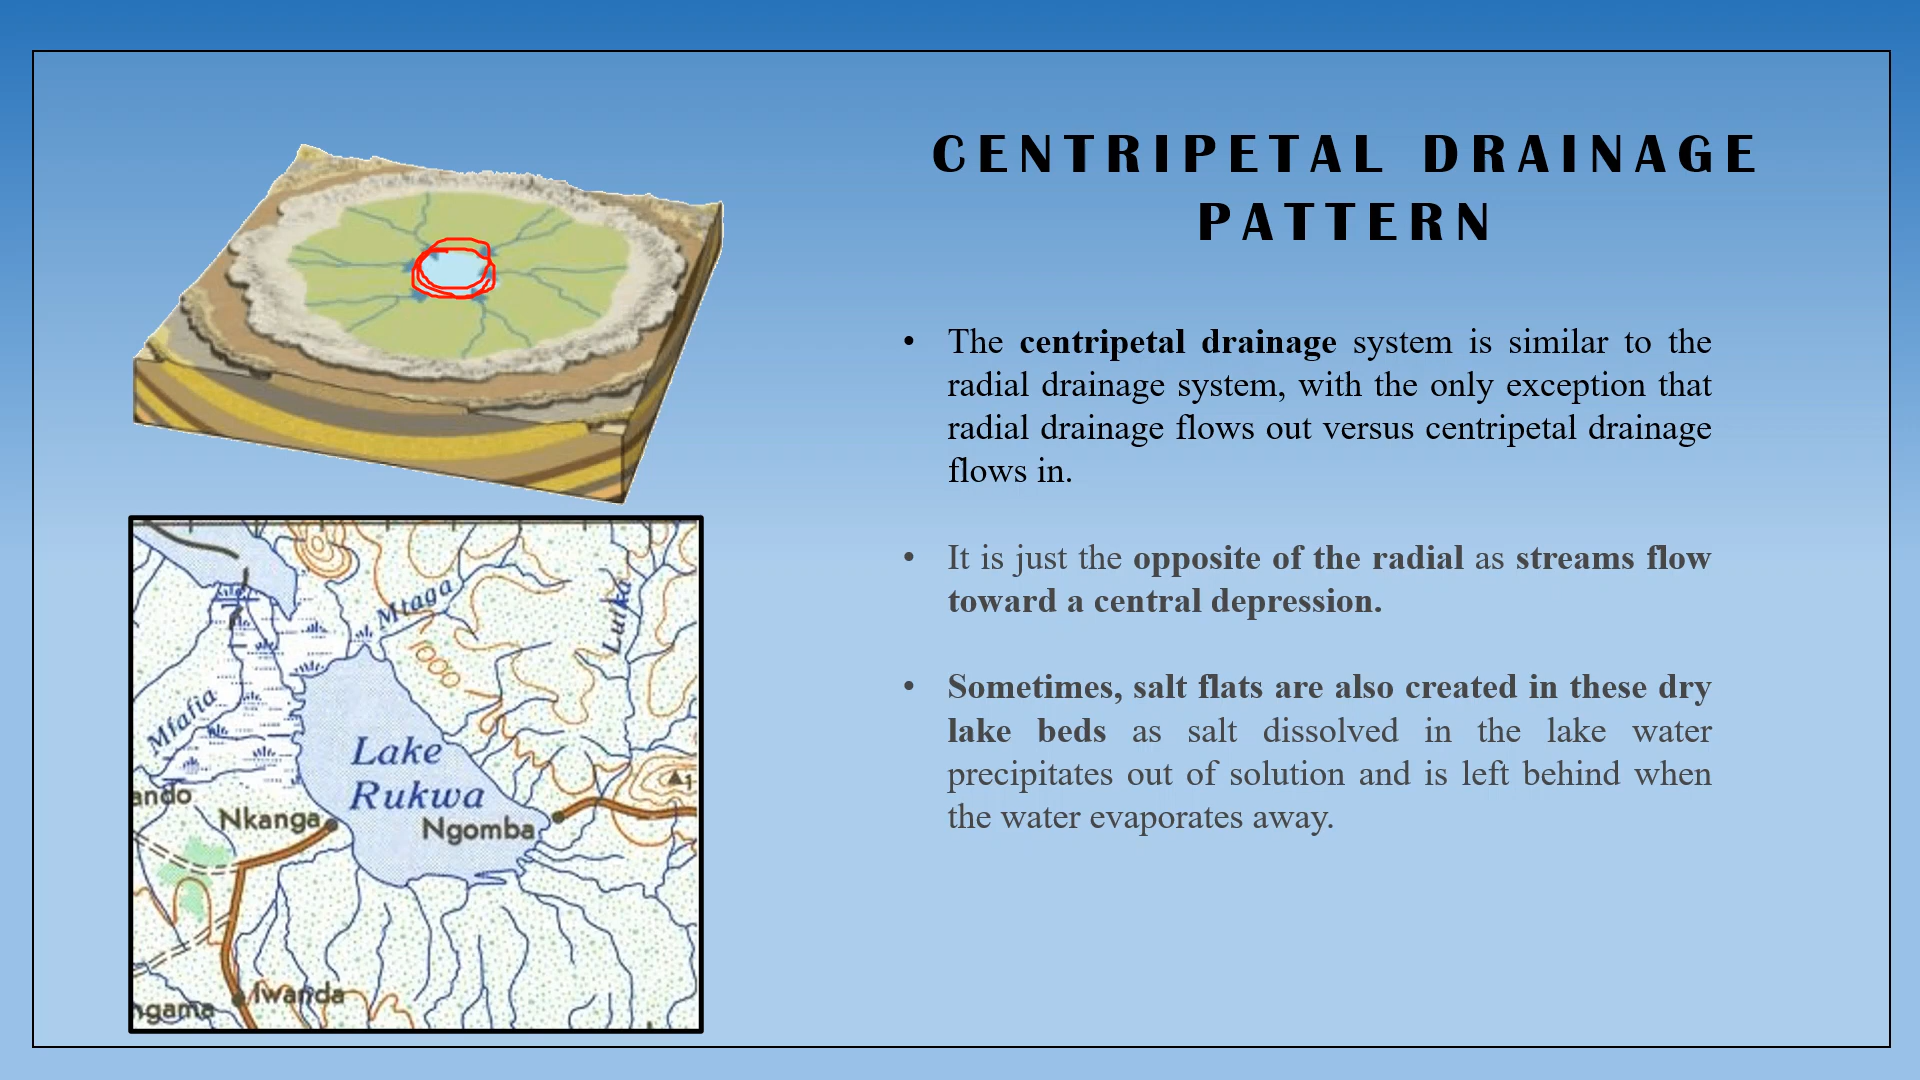 CENTRIPETAL DRAINAGE
PATTERN
• The centripetal drainage system is similar to the
radial drainage system, with the only exception that
radial drainage flows out versus centripetal drainage
flows in.
• It is just the opposite of the radial as streams flow
toward a central depression.
• Sometimes, salt flats are also created in these dry
lake beds as salt dissolved in the lake water
precipitates out of solution and is left behind when
the water evaporates away.
Mtaga
Luika
1000
Mfafia
Lake
Rukwa
ando
Nkanga
Ngomba
1
Iwanda
ngama